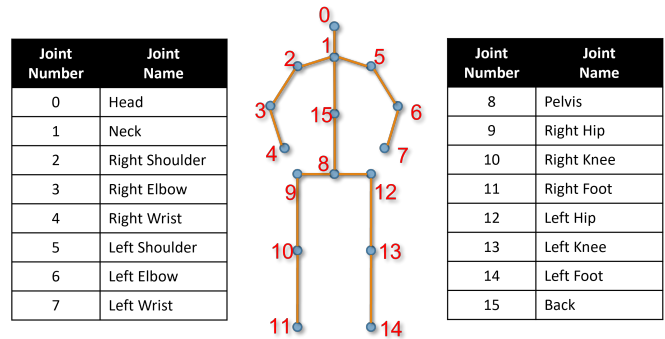 Joint Number Joint Name
0 Head
1 Neck
2 Right Shoulder
3 Right Elbow
4 Right Wrist
5 Left Shoulder
6 Left Elbow
7 Left Wrist
0
1
2
5
3
15
6
4
7
8
9
12
10
13
11
14
Joint Number Joint Name
8 Pelvis
9 Right Hip
10 Right Knee
11 Right Foot
12 Left Hip
13 Left Knee
14 Left Foot
15 Back